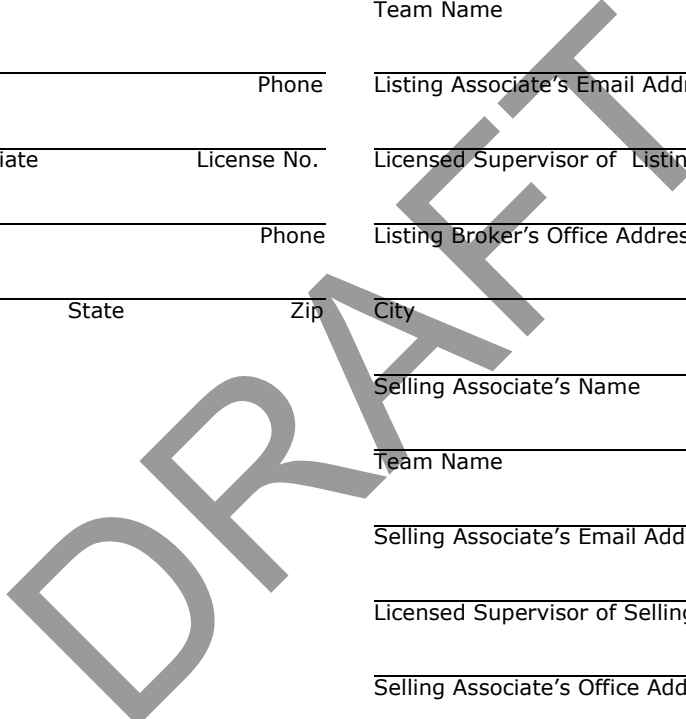 Phone
iate License No.
Phone
State Zip
Team Name
Listing Associate’s Email Addr
Licensed Supervisor of Listin
Listing Broker’s Office Addres
City
Selling Associate’s Name
Team Name
Selling Associate’s Email Add
Licensed Supervisor of Selling
Selling Associate’s Office Add
DRAFT